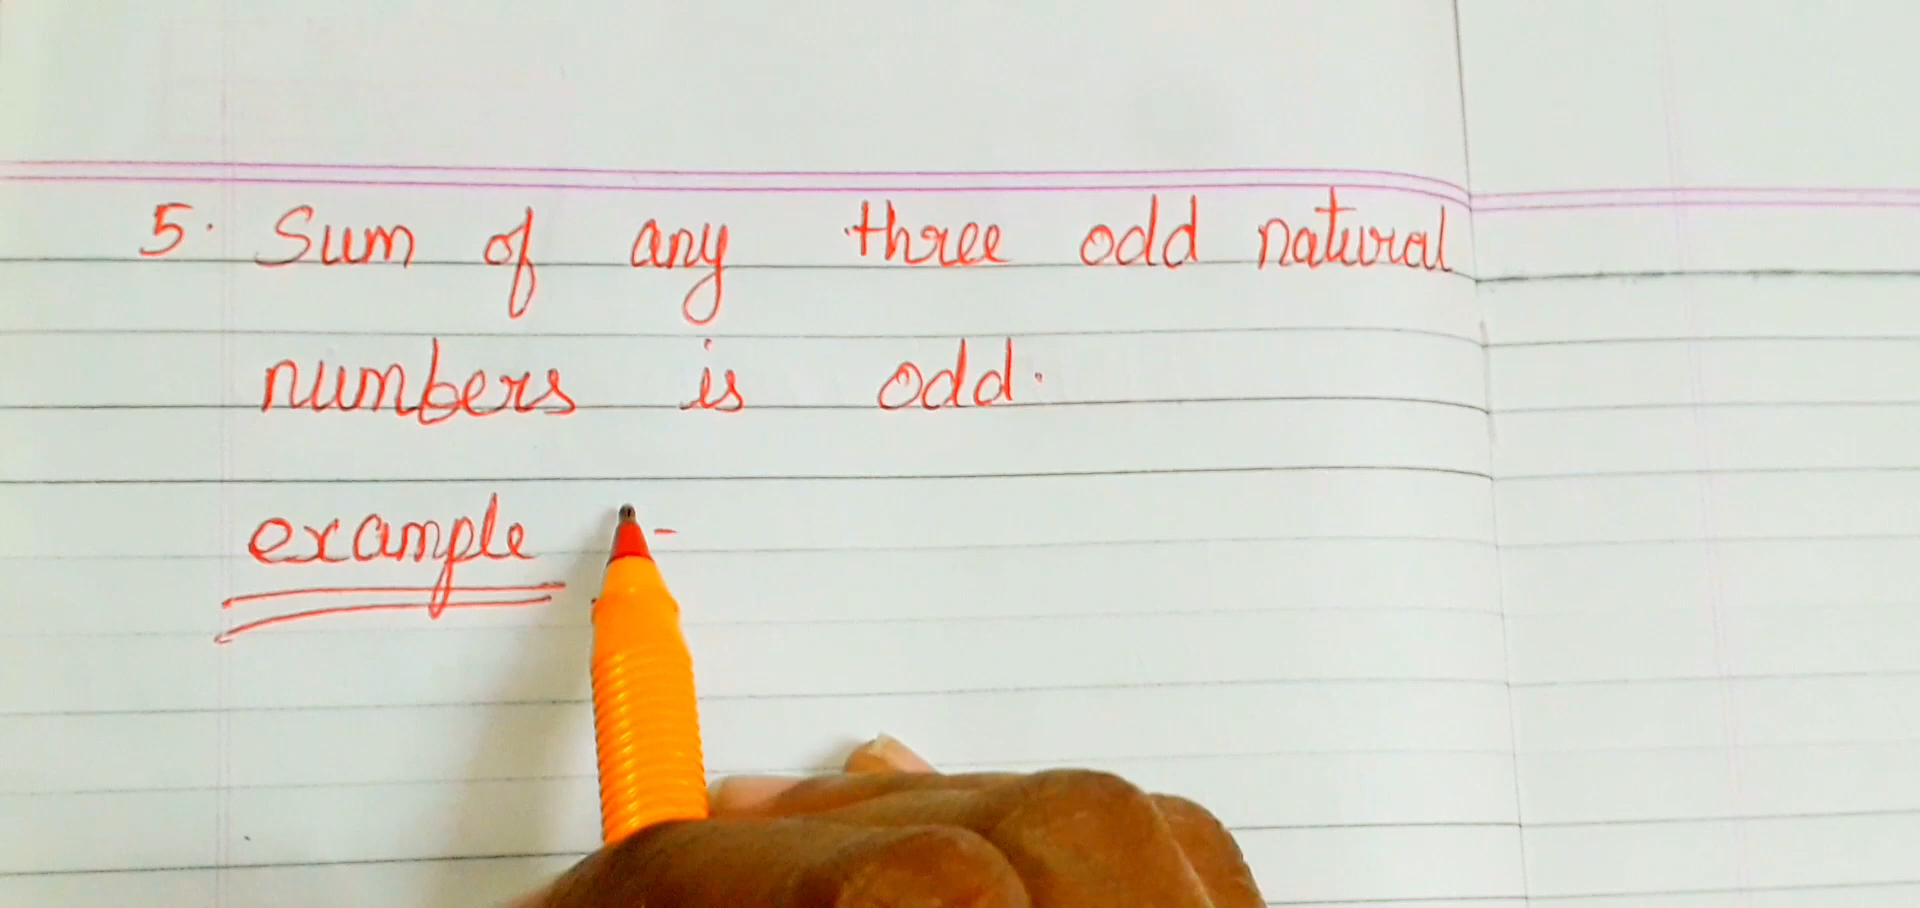 5. Sum of any three odd natural
numbers is odd.
example :-